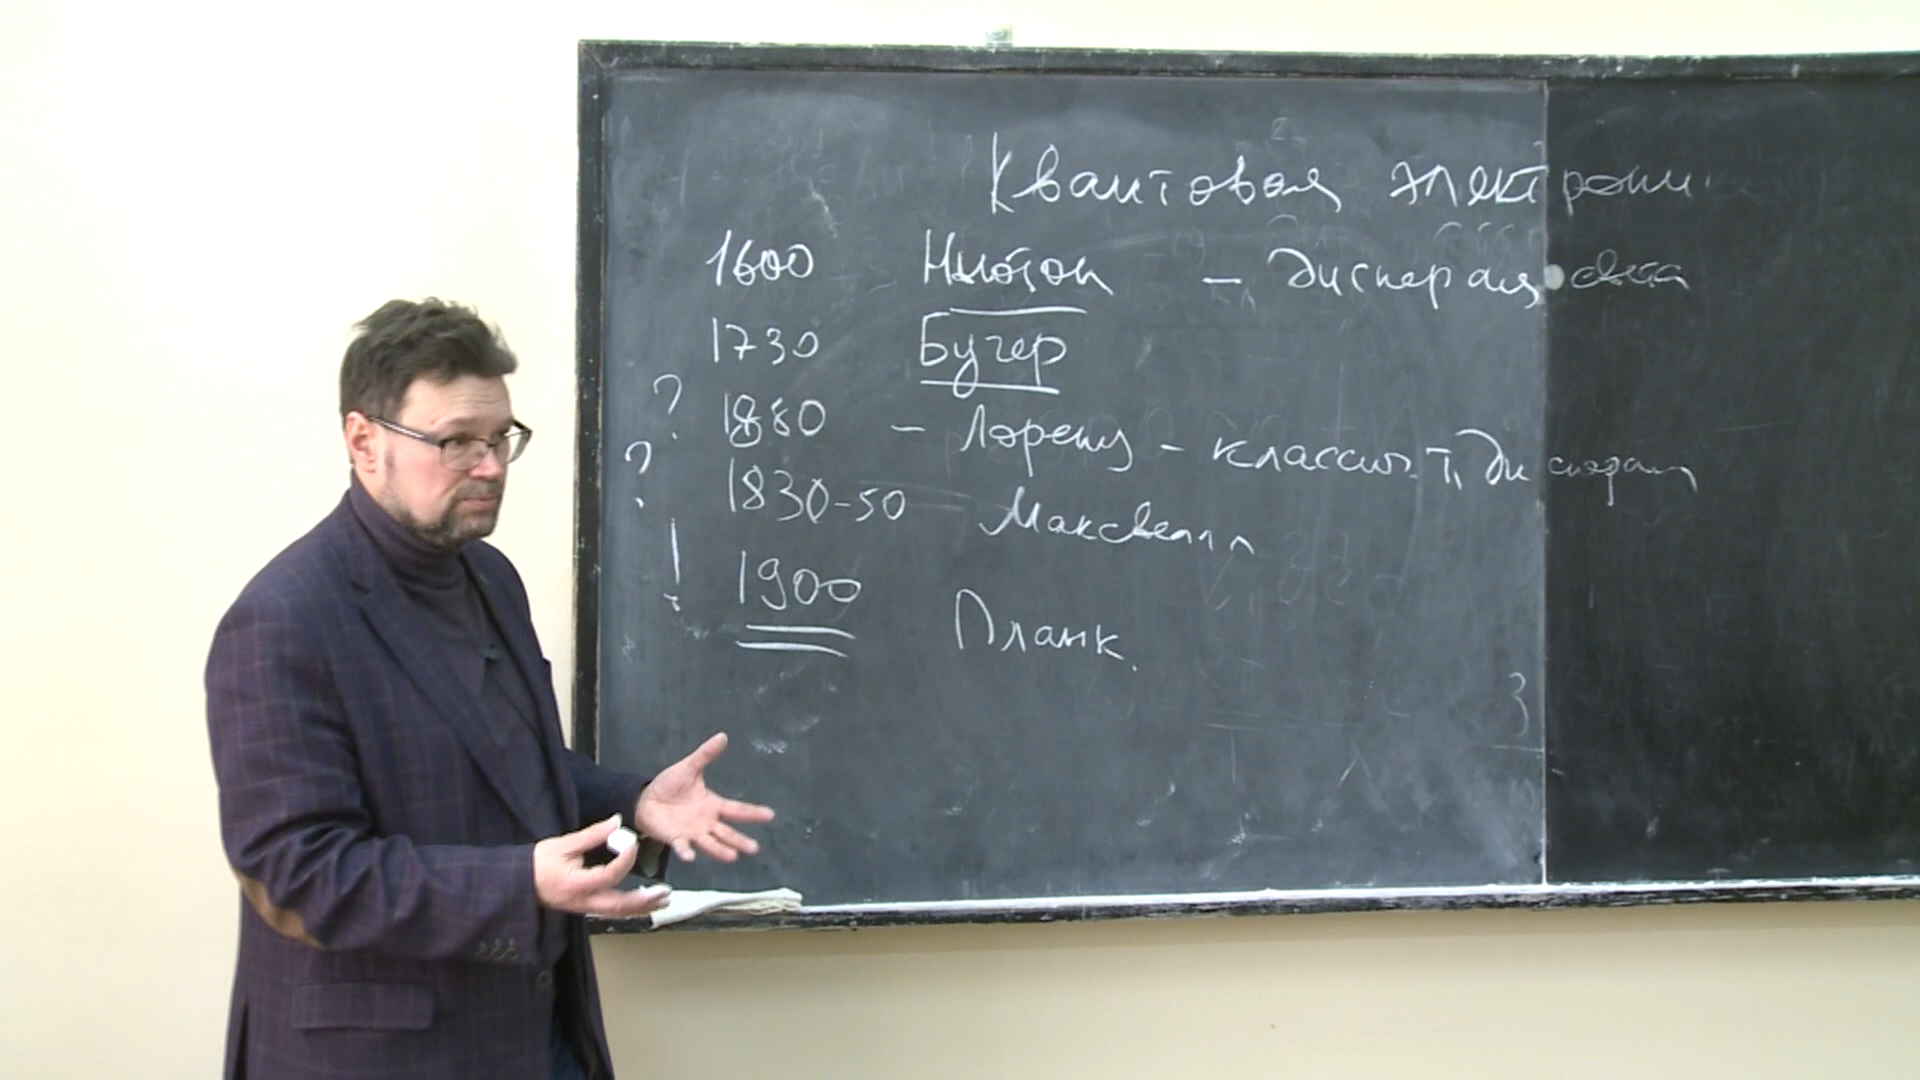 Квантовая электрони
1600 Ньютон - дисперсия света
1730 Бугер
? 1880 - Лоренц - классич. т. дисперсии
? 1830-50 Максвелл
! 1900 Планк.